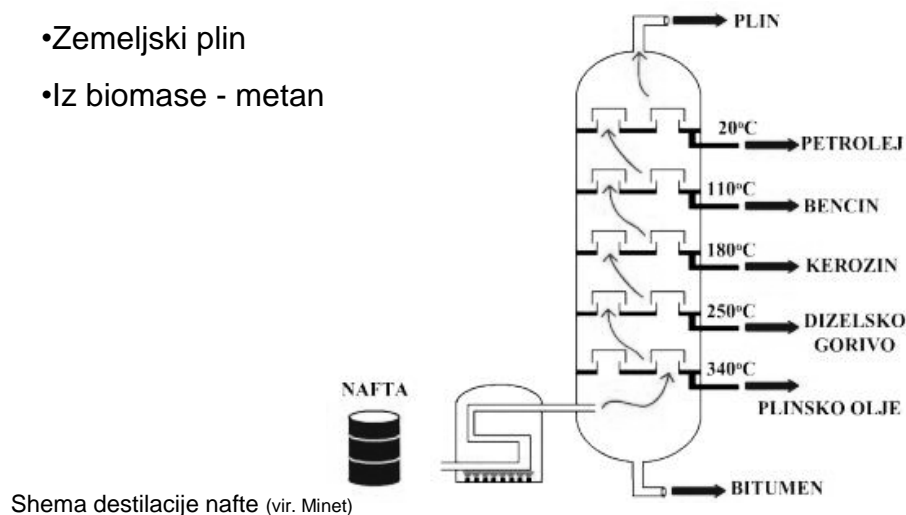 •Zemeljski plin
•Iz biomase - metan
PLIN
20°C
PETROLEJ
110°C
BENCIN
180°C
KEROZIN
250°C
DIZELSKO
GORIVO
340°C
PLINSKO OLJE
NAFTA
BITUMEN
Shema destilacije nafte (vir. Minet)